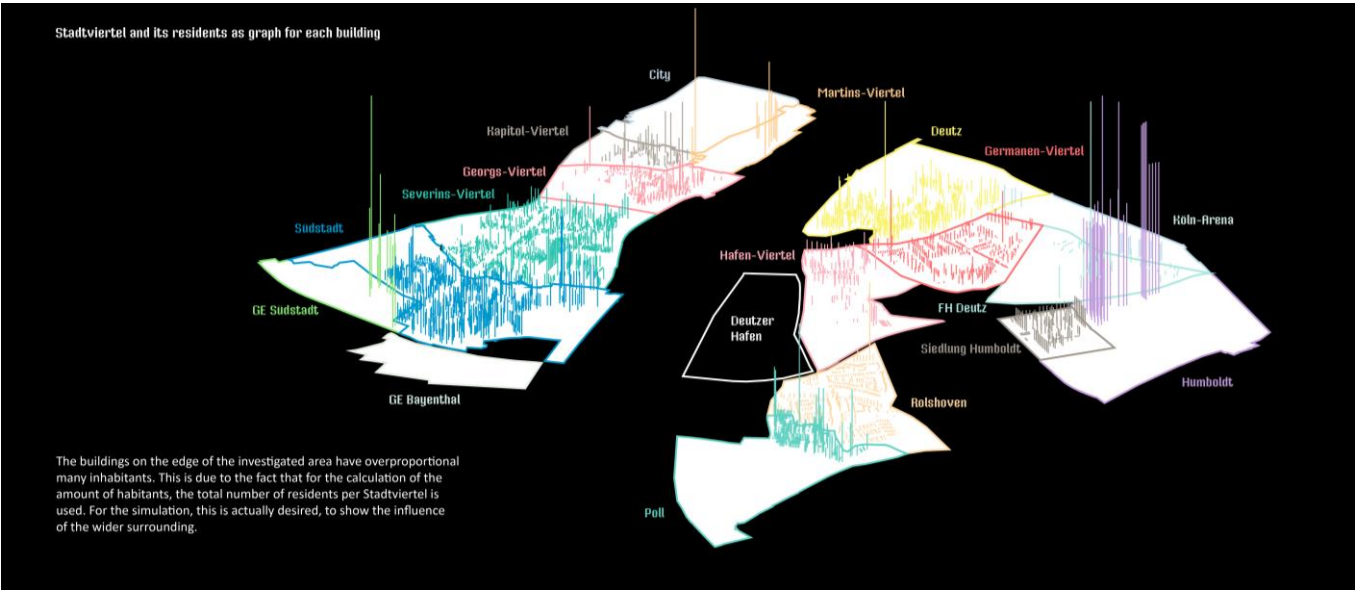 Stadtviertel and its residents as graph for each building
City
Martins-Viertel
Kapitol-Viertel
Deutz
Germanen-Viertel
Georgs-Viertel
Severins-Viertel
Köln-Arena
Südstadt
Hafen-Viertel
GE Südstadt
FH Deutz
Deutzer
Hafen
Siedlung Humboldt
Humboldt
GE Bayenthal
Rolshoven
The buildings on the edge of the investigated area have overproportional
many inhabitants. This is due to the fact that for the calculation of the
amount of habitants, the total number of residents per Stadtviertel is
used. For the simulation, this is actually desired, to show the influence
of the wider surrounding.
Poll